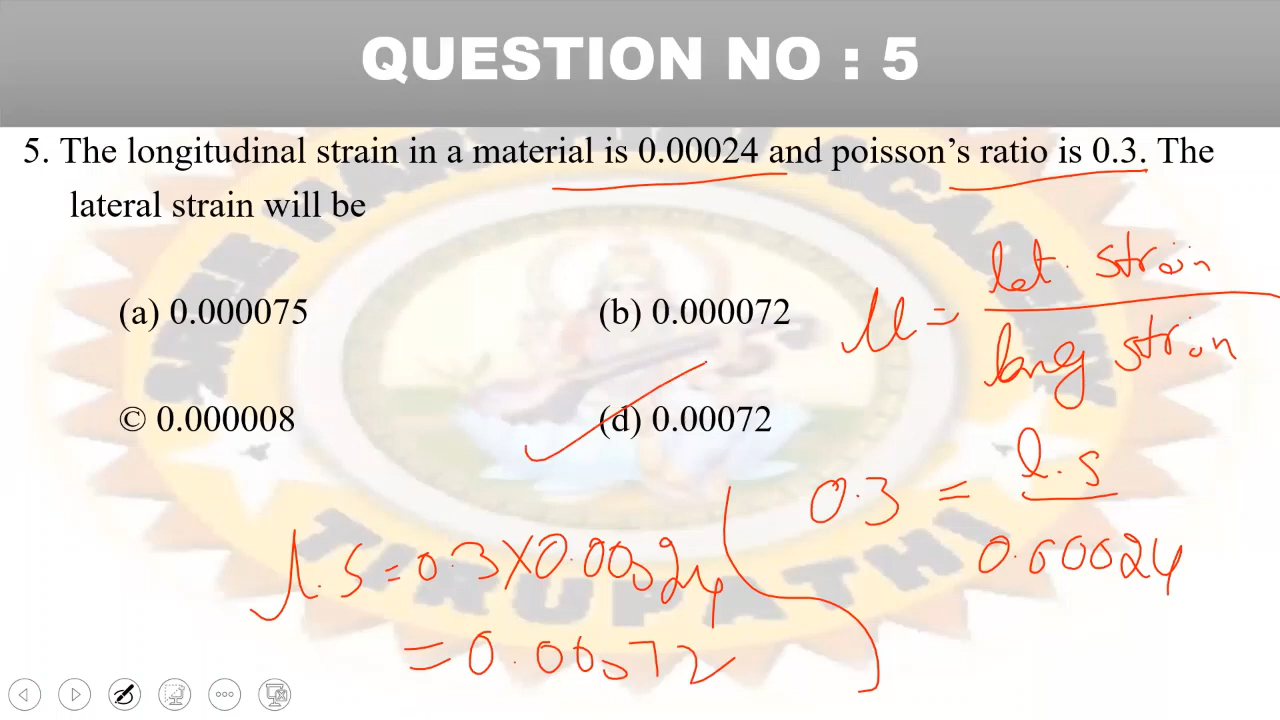 QUESTION NO : 5
5. The longitudinal strain in a material is 0.00024 and poisson’s ratio is 0.3. The
lateral strain will be
(a) 0.000075
(b) 0.000072
© 0.000008
(d) 0.00072
μ = lat. strain
long strain
0.3 = l.s
0.00024
l.s = 0.3×0.00024
= 0.00072
TIRUPATHI